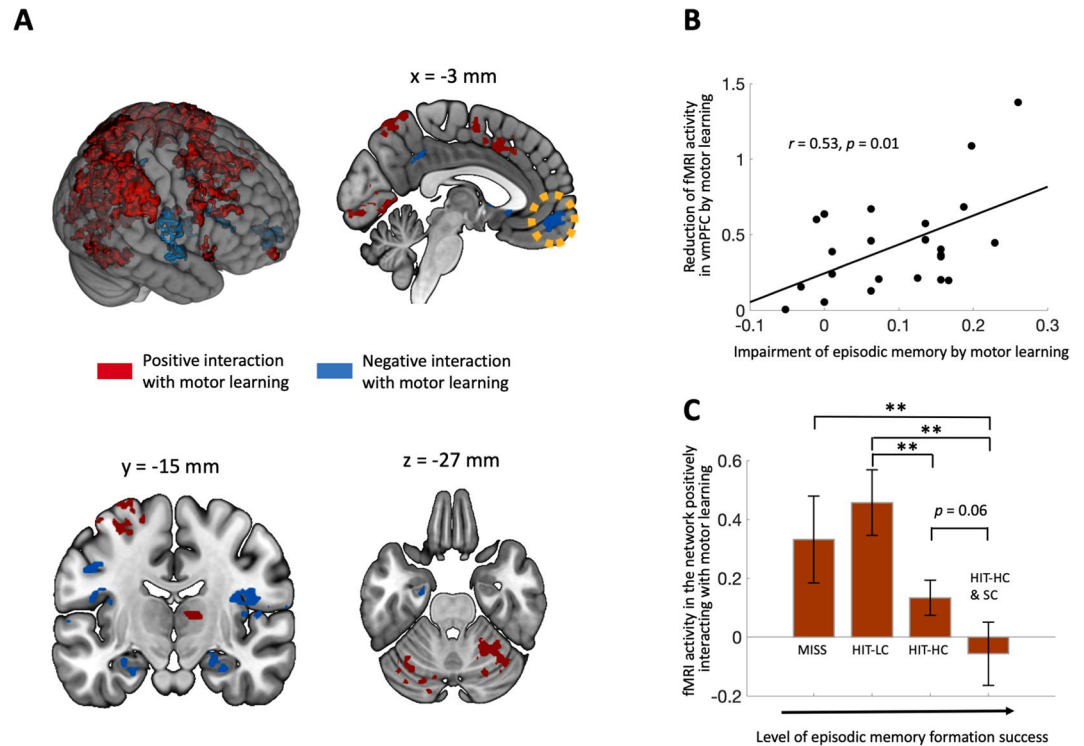 A
x = -3 mm
Positive interaction
with motor learning
Negative interaction
with motor learning
y = -15 mm
z = -27 mm
B
Reduction of fMRI activity
in vmPFC by motor learning
1.5
1
0.5
0
r = 0.53, p = 0.01
-0.1
0
0.1
0.2
0.3
Impairment of episodic memory by motor learning
C
fMRI activity in the network positively
interacting with motor learning
0.6
0.4
0.2
0
-0.2
**
**
**
p = 0.06
HIT-HC
& SC
MISS
HIT-LC
HIT-HC
Level of episodic memory formation success